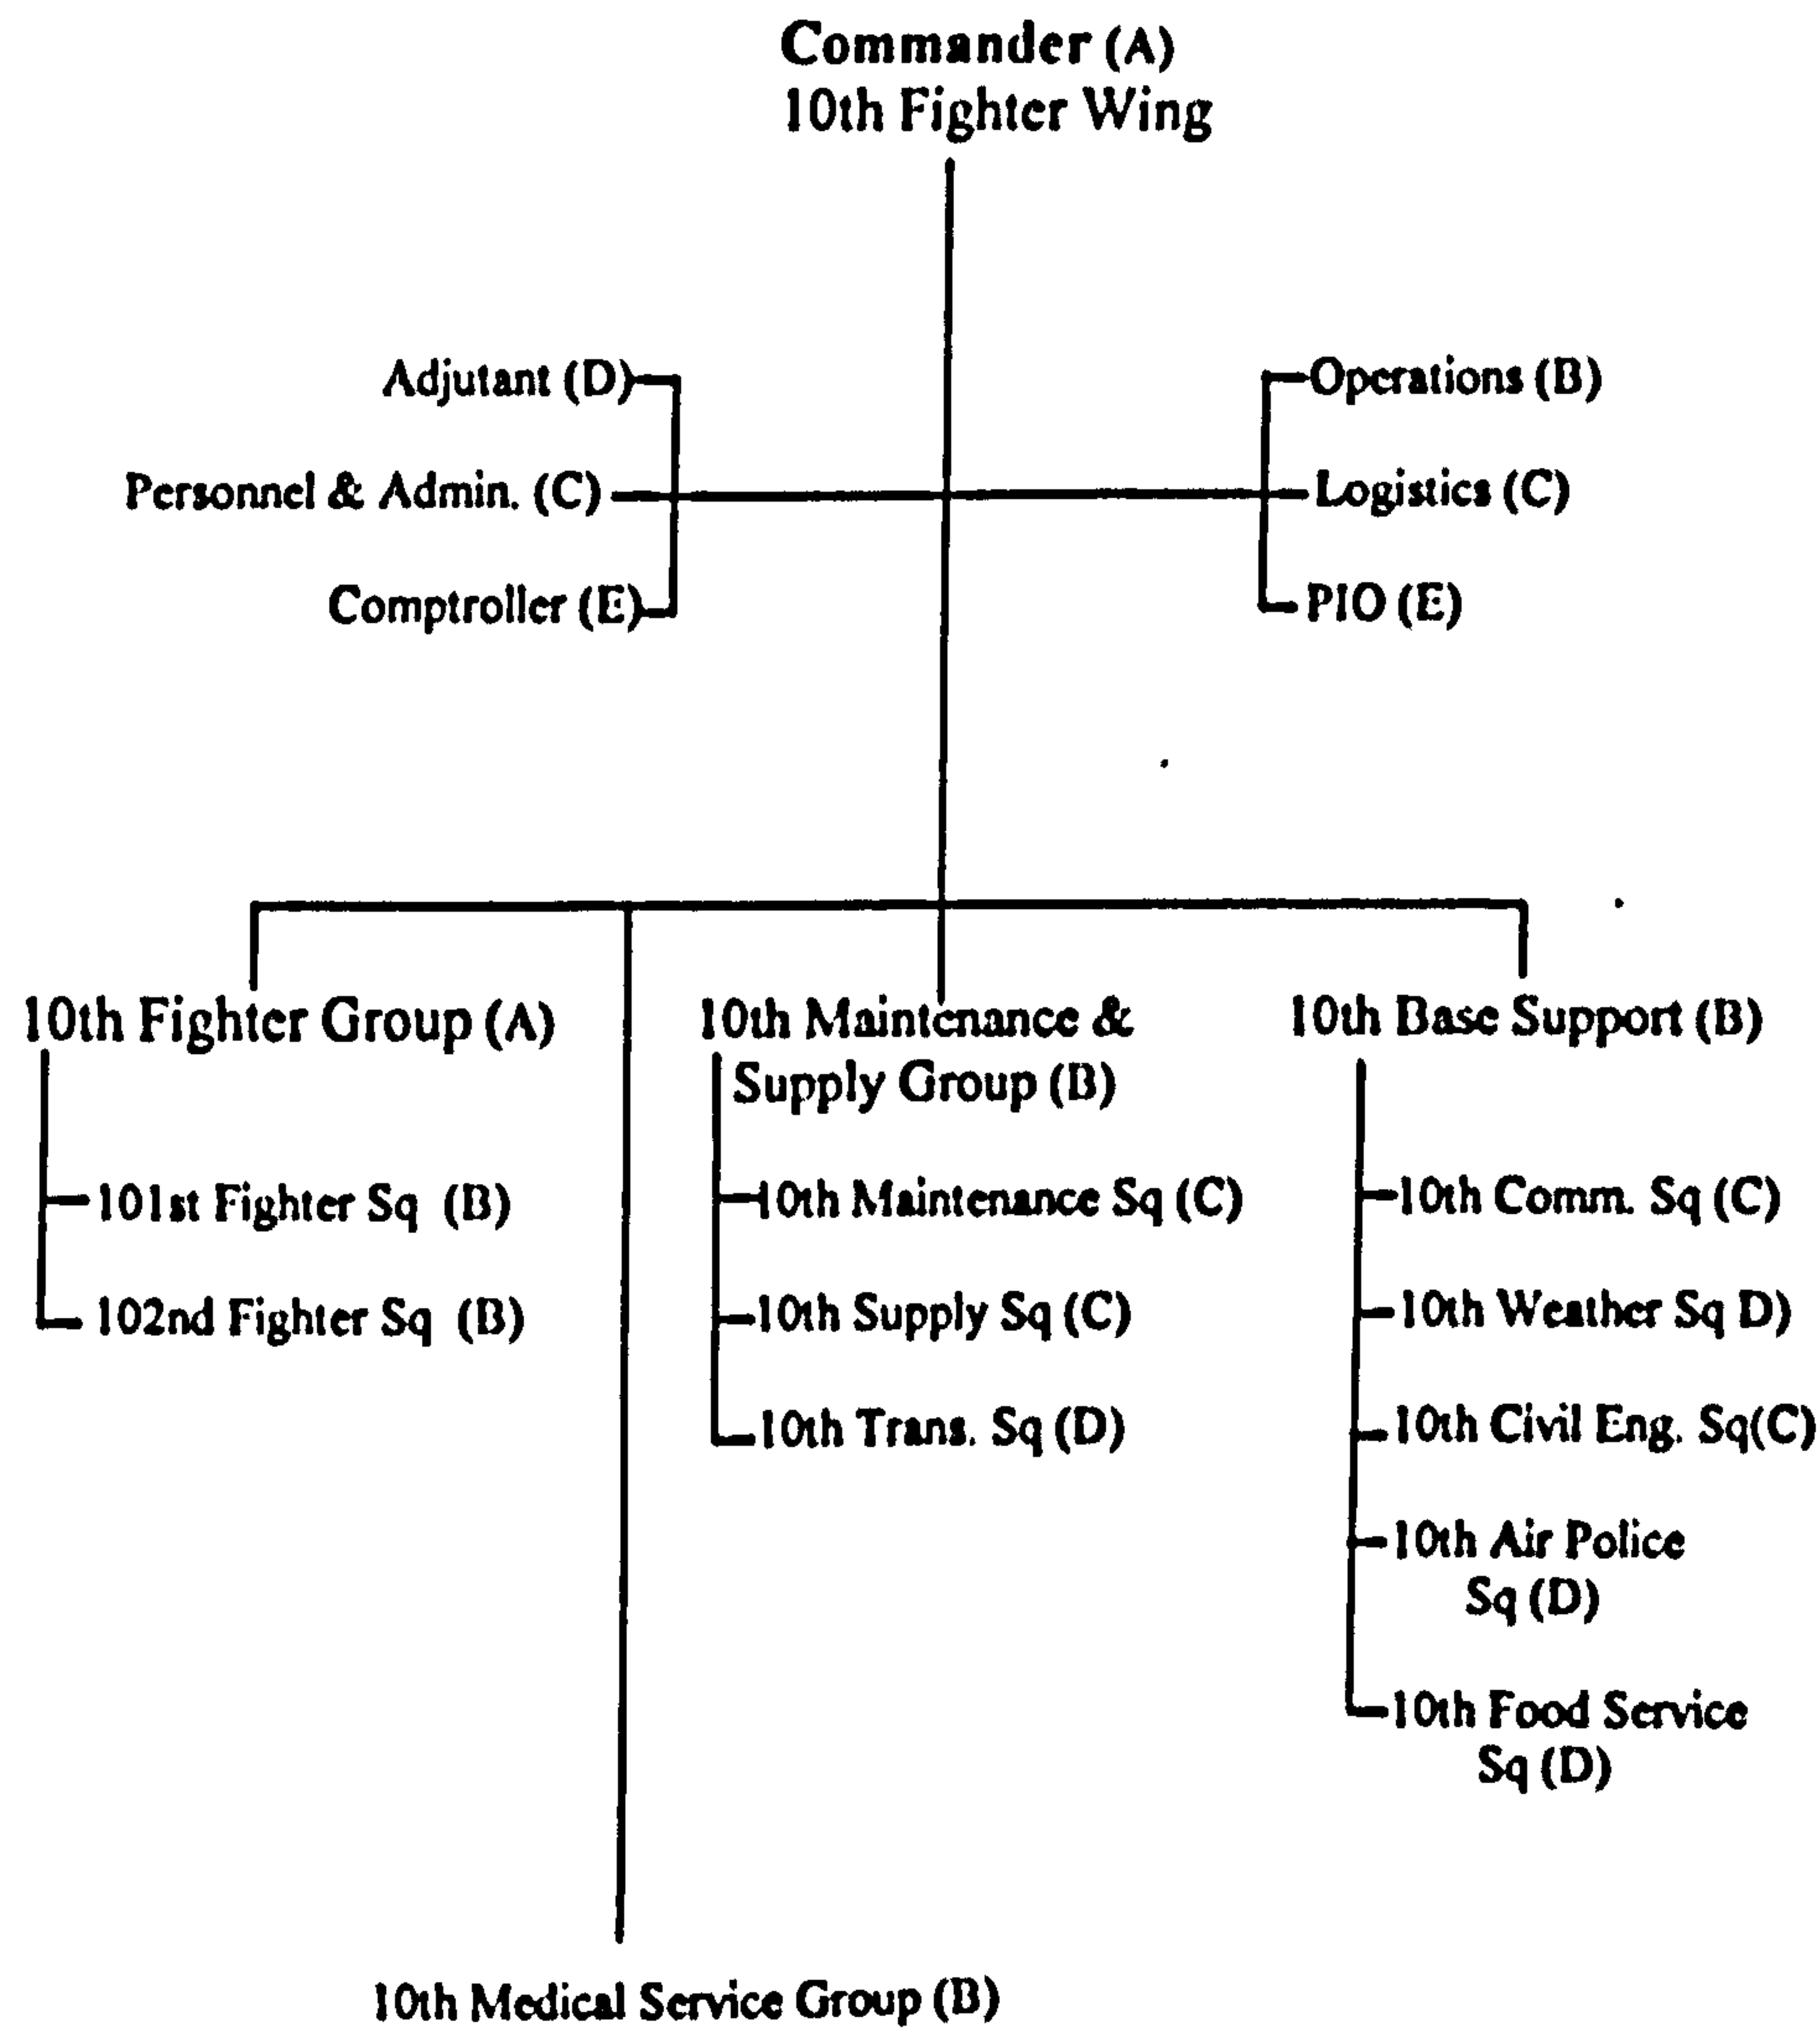 Commander (A)
10th Fighter Wing
Adjutant (D)
Operations (B)
Personnel & Admin. (C)
Logistics (C)
Comptroller (E)
PIO (E)
10th Fighter Group (A)
101st Fighter Sq (B)
102nd Fighter Sq (B)
10th Maintenance &
Supply Group (B)
10th Maintenance Sq (C)
10th Supply Sq (C)
10th Trans. Sq (D)
10th Base Support (B)
10th Comm. Sq (C)
10th Weather Sq D)
10th Civil Eng. Sq(C)
10th Air Police
Sq (D)
10th Food Service
Sq (D)
10th Medical Service Group (B)